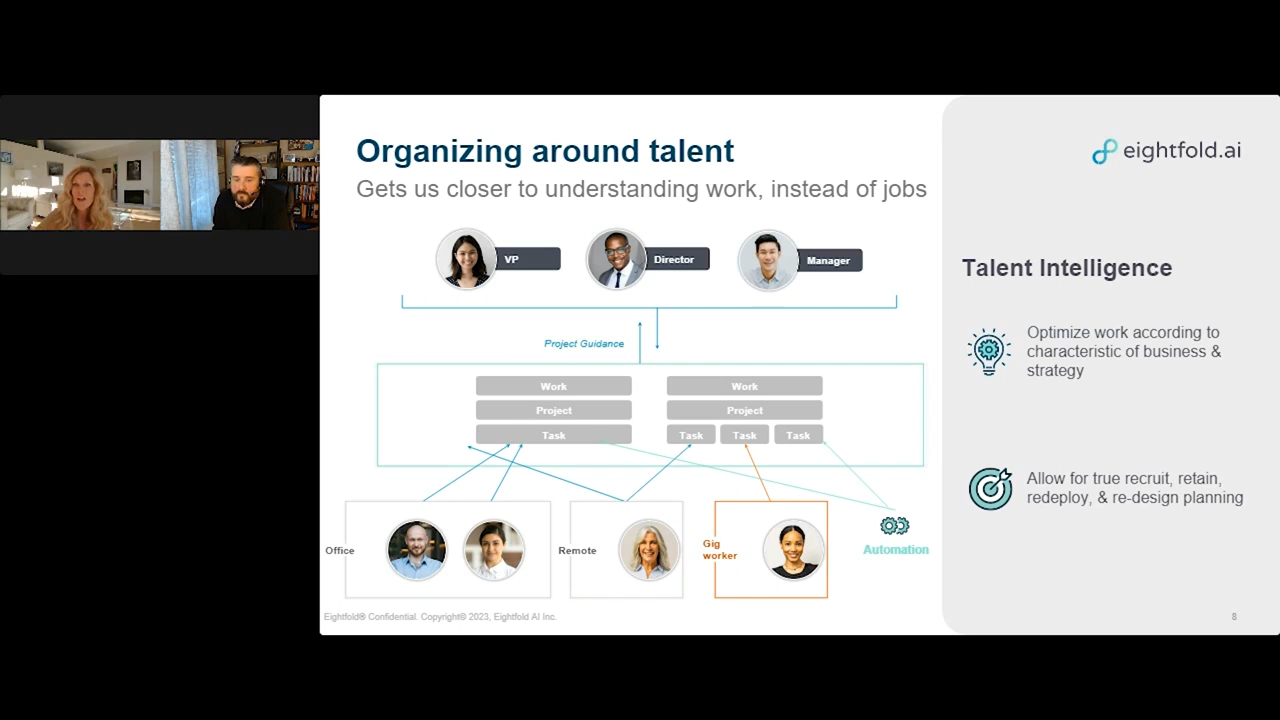 Organizing around talent
Gets us closer to understanding work, instead of jobs
VP
Director
Manager
Project Guidance
Work
Project
Task
Work
Project
Task
Task
Task
Office
Remote
Gig
worker
Automation
Eightfold® Confidential. Copyright© 2023, Eightfold AI Inc.
eightfold.ai
Talent Intelligence
Optimize work according to
characteristic of business &
strategy
Allow for true recruit, retain,
redeploy, & re-design planning
8